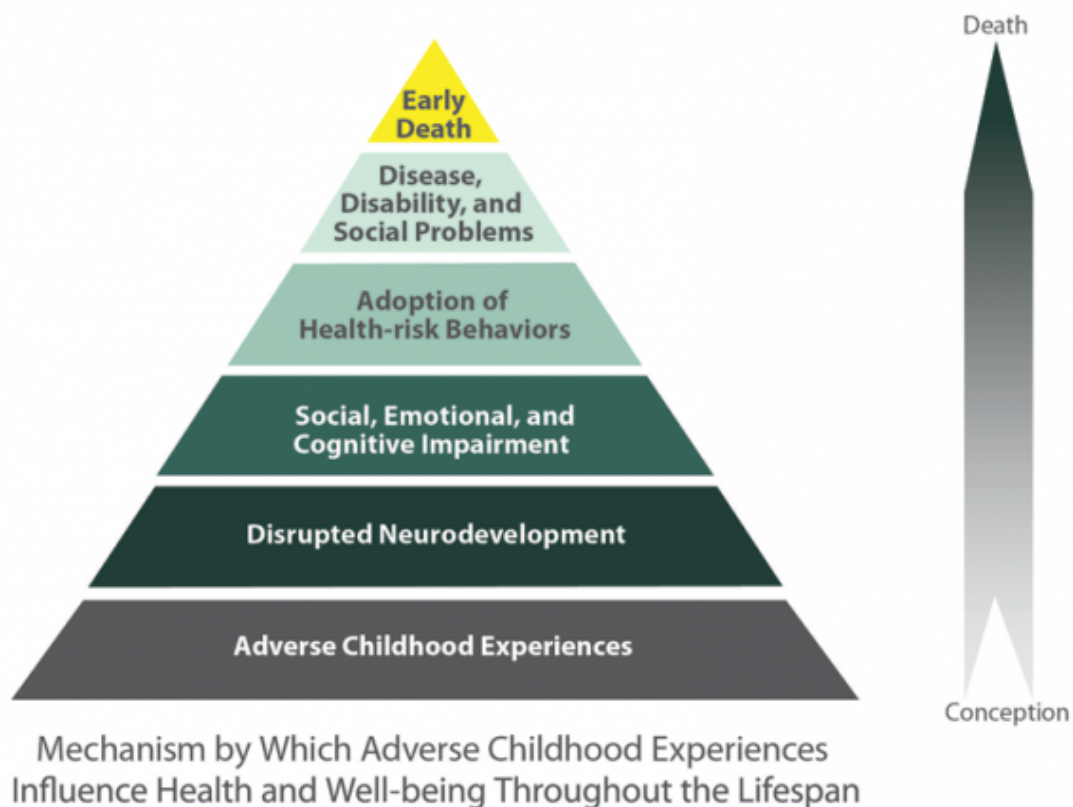 Death
Early
Death
Disease,
Disability, and
Social Problems
Adoption of
Health-risk Behaviors
Social, Emotional, and
Cognitive Impairment
Disrupted Neurodevelopment
Adverse Childhood Experiences
Conception
Mechanism by Which Adverse Childhood Experiences
Influence Health and Well-being Throughout the Lifespan